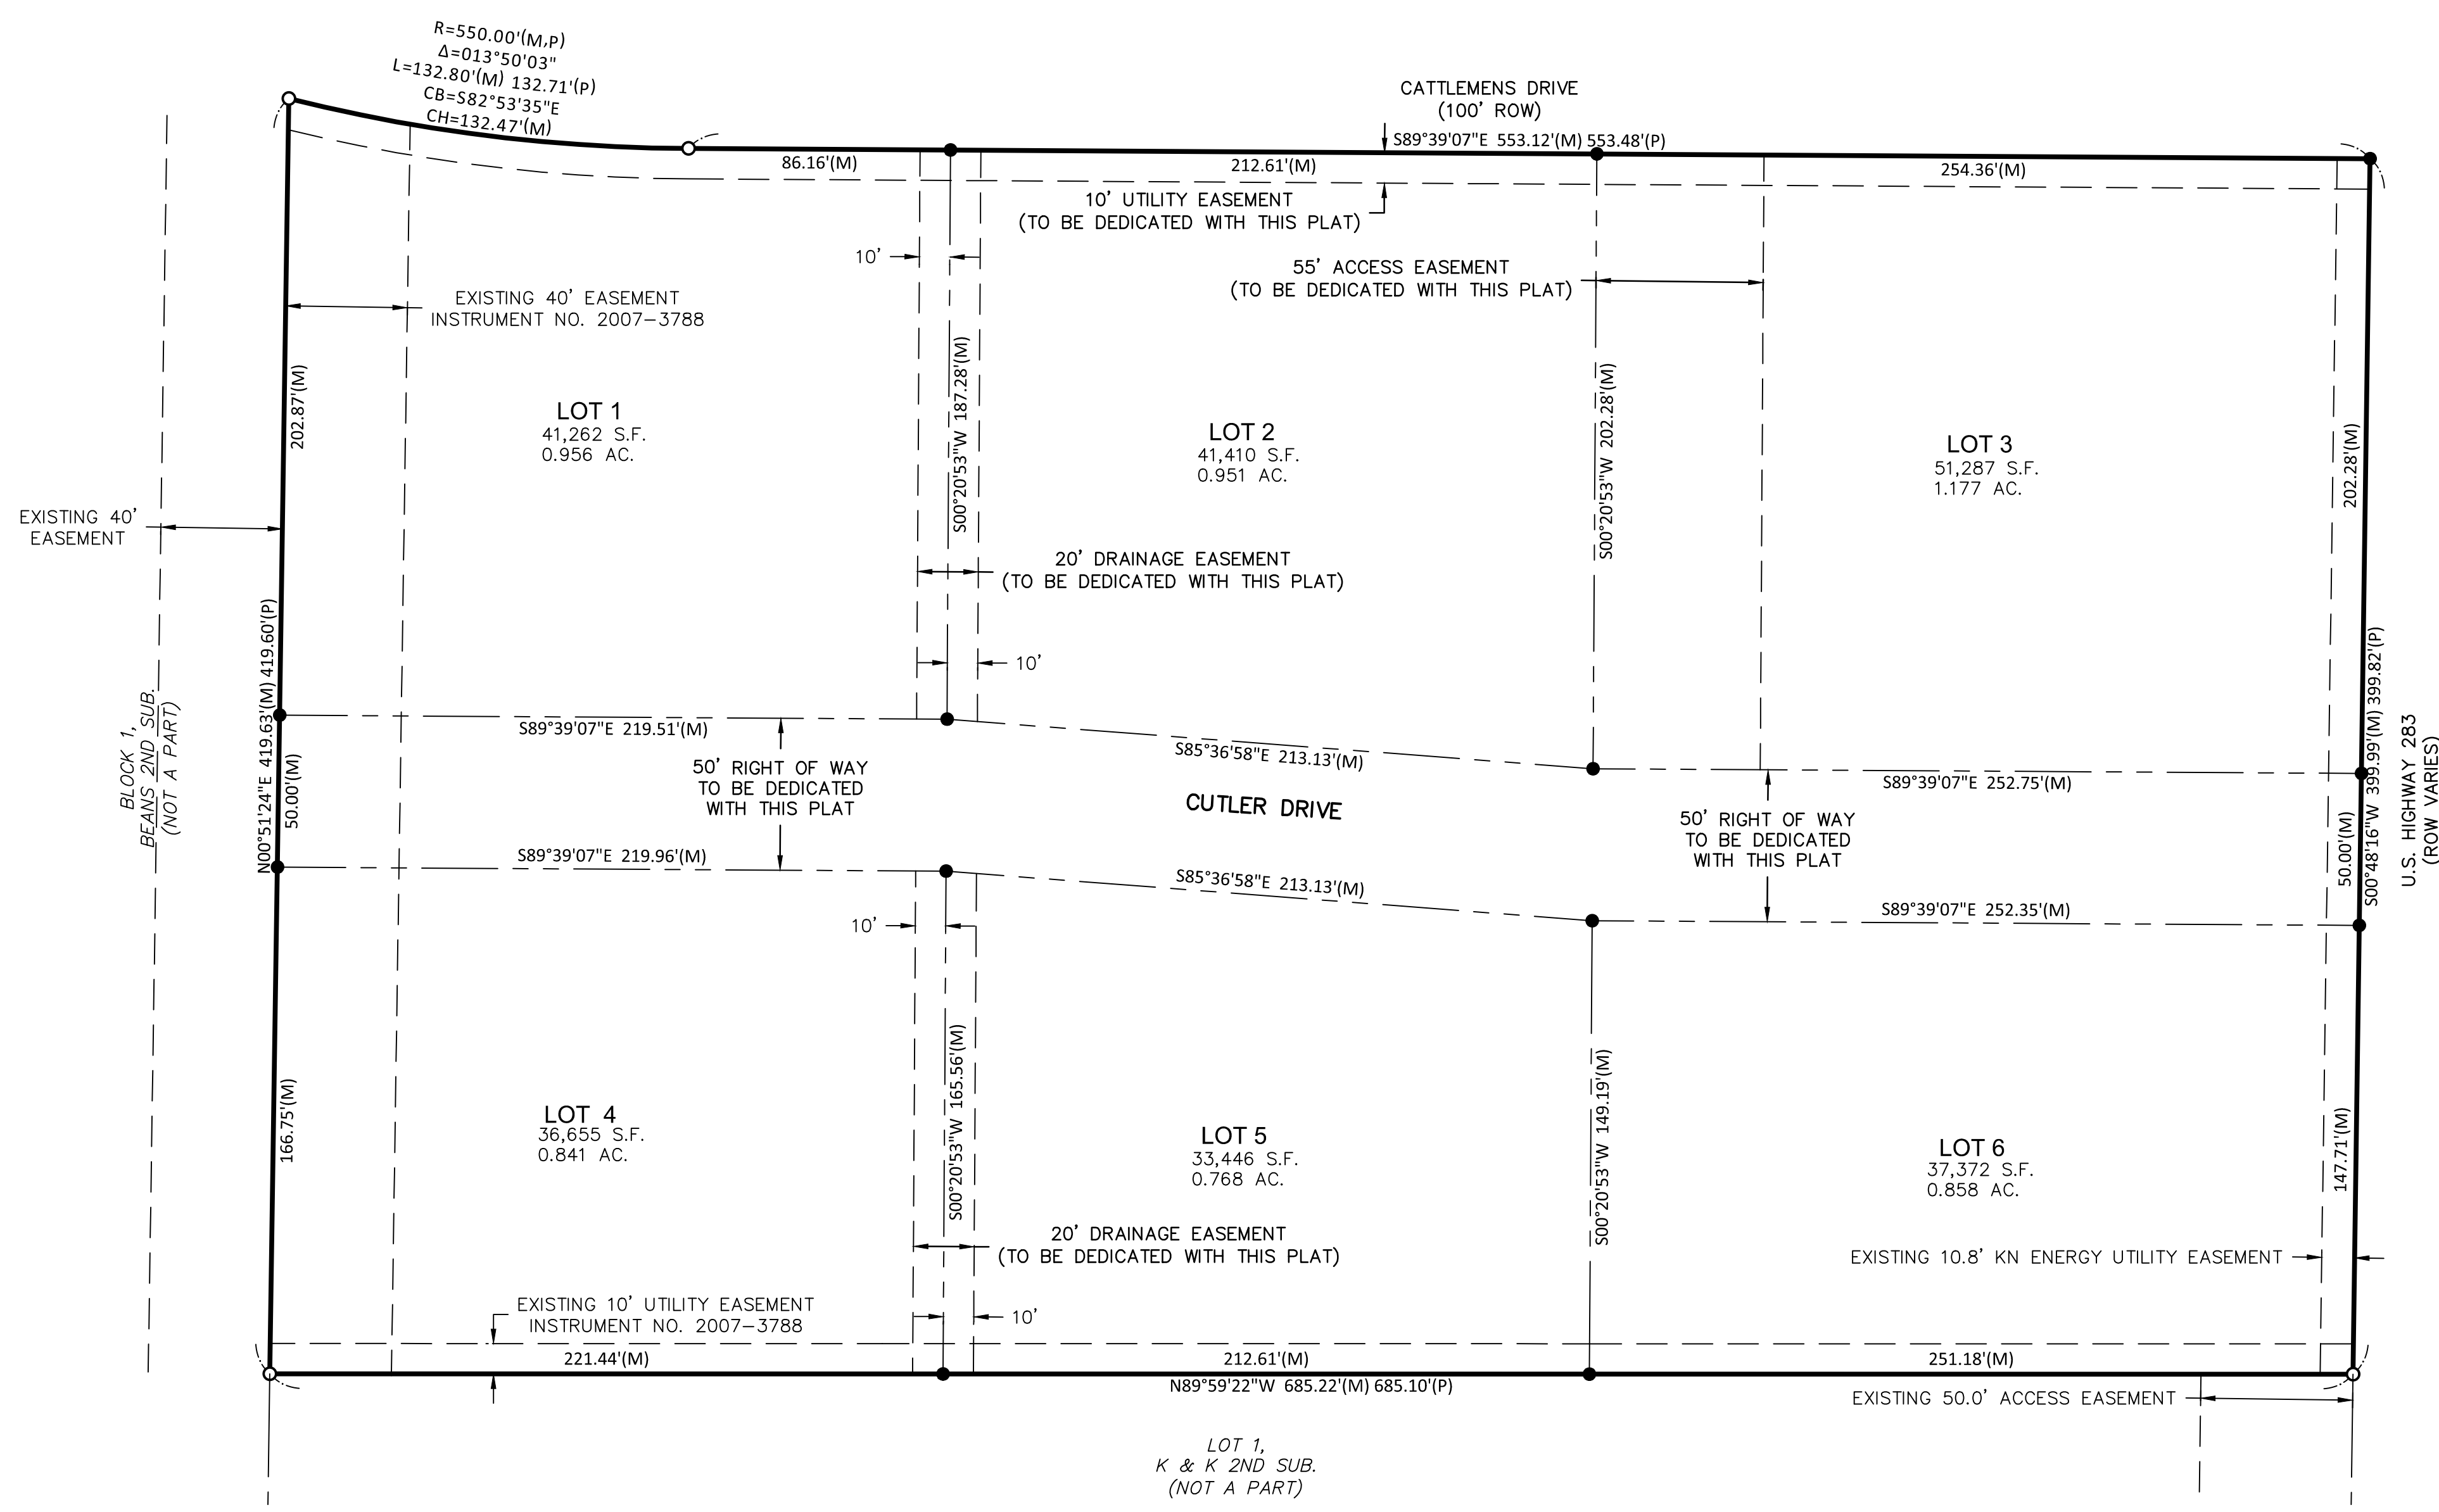 R=550.00'(M,P)
Δ=013°50'03"
L=132.80'(M) 132.71'(P)
CB=S82°53'35"E
CH=132.47'(M)
CATTLEMENS DRIVE
(100' ROW)
S89°39'07"E 553.12'(M) 553.48'(P)
86.16'(M)
212.61'(M)
254.36'(M)
10' UTILITY EASEMENT
(TO BE DEDICATED WITH THIS PLAT)
10'
55' ACCESS EASEMENT
(TO BE DEDICATED WITH THIS PLAT)
EXISTING 40' EASEMENT
INSTRUMENT NO. 2007-3788
202.87'(M)
S00°20'53"W 187.28'(M)
S00°20'53"W 202.28'(M)
202.28'(M)
LOT 1
41,262 S.F.
0.956 AC.
LOT 2
41,410 S.F.
0.951 AC.
LOT 3
51,287 S.F.
1.177 AC.
EXISTING 40'
EASEMENT
20' DRAINAGE EASEMENT
(TO BE DEDICATED WITH THIS PLAT)
10'
N00°51'24"E 419.63'(M) 419.60'(P)
BLOCK 1,
BEANS 2ND SUB.
(NOT A PART)
S89°39'07"E 219.51'(M)
S85°36'58"E 213.13'(M)
S89°39'07"E 252.75'(M)
50.00'(M)
50' RIGHT OF WAY
TO BE DEDICATED
WITH THIS PLAT
CUTLER DRIVE
50' RIGHT OF WAY
TO BE DEDICATED
WITH THIS PLAT
50.00'(M)
S00°48'16"W 399.99'(M) 399.82'(P)
U.S. HIGHWAY 283
(ROW VARIES)
S89°39'07"E 219.96'(M)
S85°36'58"E 213.13'(M)
S89°39'07"E 252.35'(M)
10'
166.75'(M)
S00°20'53"W 165.56'(M)
S00°20'53"W 149.19'(M)
147.71'(M)
LOT 4
36,655 S.F.
0.841 AC.
LOT 5
33,446 S.F.
0.768 AC.
LOT 6
37,372 S.F.
0.858 AC.
20' DRAINAGE EASEMENT
(TO BE DEDICATED WITH THIS PLAT)
EXISTING 10.8' KN ENERGY UTILITY EASEMENT
EXISTING 10' UTILITY EASEMENT
INSTRUMENT NO. 2007-3788
10'
221.44'(M)
212.61'(M)
251.18'(M)
N89°59'22"W 685.22'(M) 685.10'(P)
EXISTING 50.0' ACCESS EASEMENT
LOT 1,
K & K 2ND SUB.
(NOT A PART)